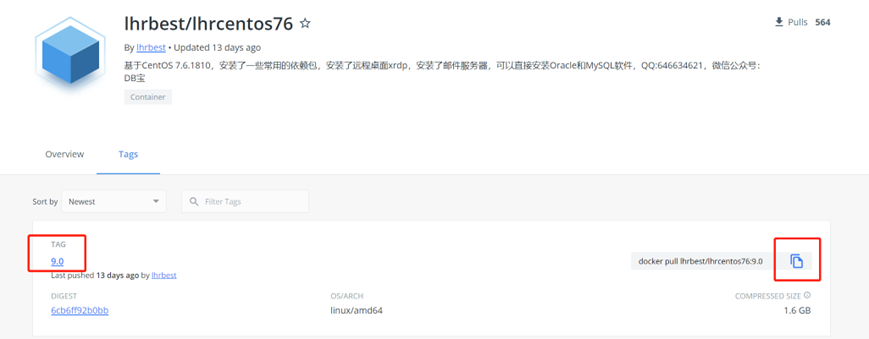 lhrbest/lhrcentos76
Pulls 564
By lhrbest • Updated 13 days ago
基于CentOS 7.6.1810，安装了一些常用的依赖包，安装了远程桌面xrdp，安装了邮件服务器，可以直接安装Oracle和MySQL软件，QQ:646634621，微信公众号：
DB宝
Container
Overview Tags
Sort by Newest Filter Tags
TAG
9.0
docker pull lhrbest/lhrcentos76:9.0
Last pushed 13 days ago by lhrbest
DIGEST OS/ARCH COMPRESSED SIZE
6cb6ff92b0bb linux/amd64 1.6 GB